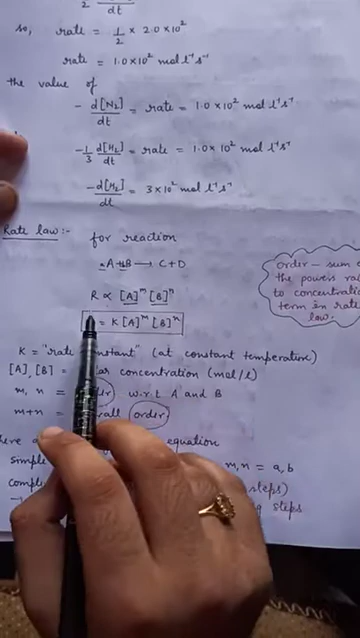 2 dt
so, rate = 1/2 × 2.0×10²
rate = 1.0×10² mol l⁻¹ s⁻¹
the value of
- d[N₂]/dt = rate = 1.0×10² mol l⁻¹ s⁻¹
-1/3 d[H₂]/dt = rate = 1.0×10² mol l⁻¹ s⁻¹
-d[H₂]/dt = 3×10² mol l⁻¹ s⁻¹
Rate law:- for reaction
aA+bB → C+D
R ∝ [A]ᵐ [B]ⁿ
= K [A]ᵐ [B]ⁿ
order - sum
the powers
to concentration
term in rate
law.
K = "rate constant" (at constant temperature)
[A], [B] = concentration (mol/l)
m, n = order w.r.t A and B
m+n = order
equation
simple m, n = a, b
steps)
steps